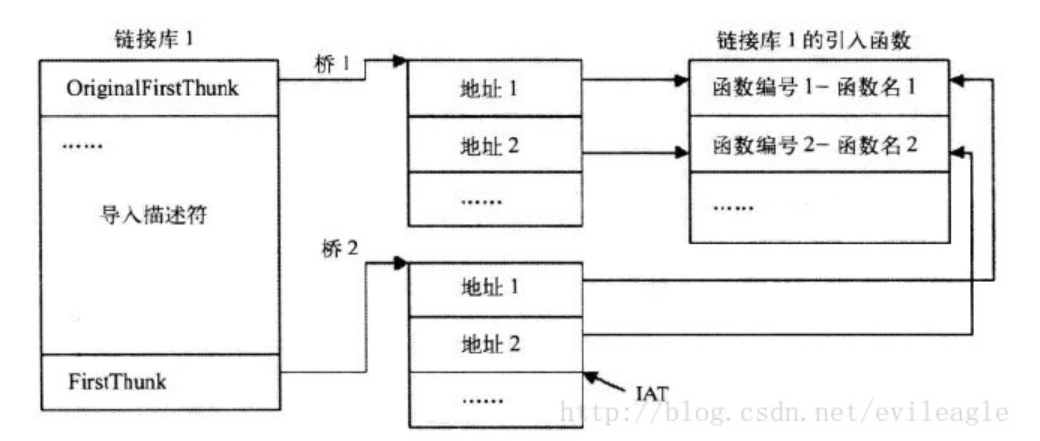 链接库 1
OriginalFirstThunk
......
导入描述符
FirstThunk
桥 1
地址 1
地址 2
......
链接库 1 的引入函数
函数编号 1- 函数名 1
函数编号 2- 函数名 2
......
桥 2
地址 1
地址 2
......
IAT
http://blog.csdn.net/evileagle